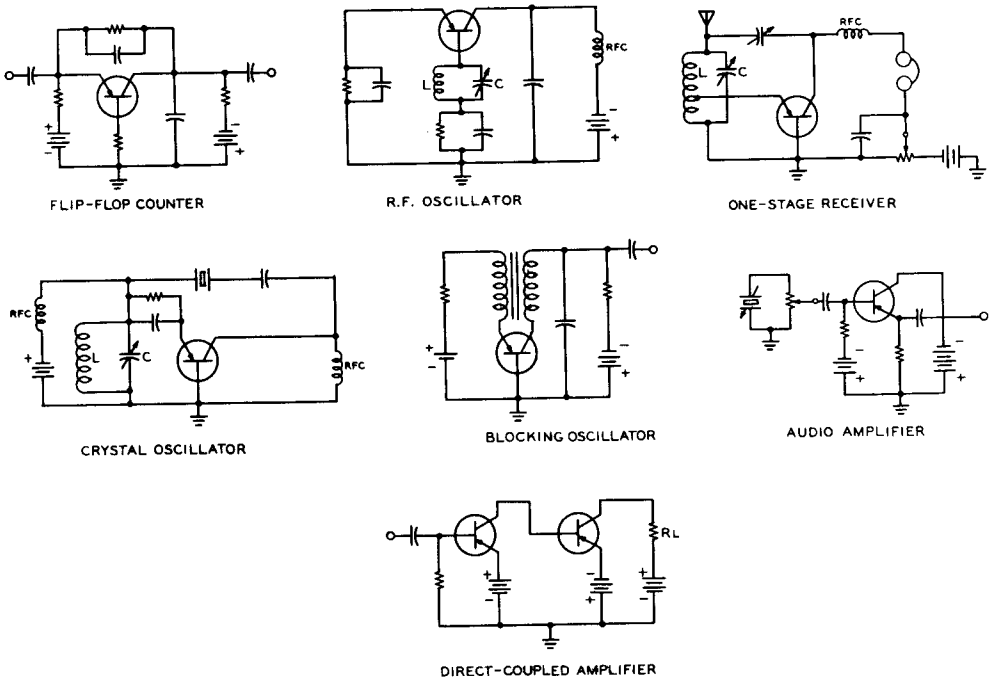 FLIP-FLOP COUNTER
RFC
L
C
R.F. OSCILLATOR
RFC
L
C
ONE-STAGE RECEIVER
RFC
L
C
RFC
CRYSTAL OSCILLATOR
BLOCKING OSCILLATOR
AUDIO AMPLIFIER
RL
DIRECT-COUPLED AMPLIFIER